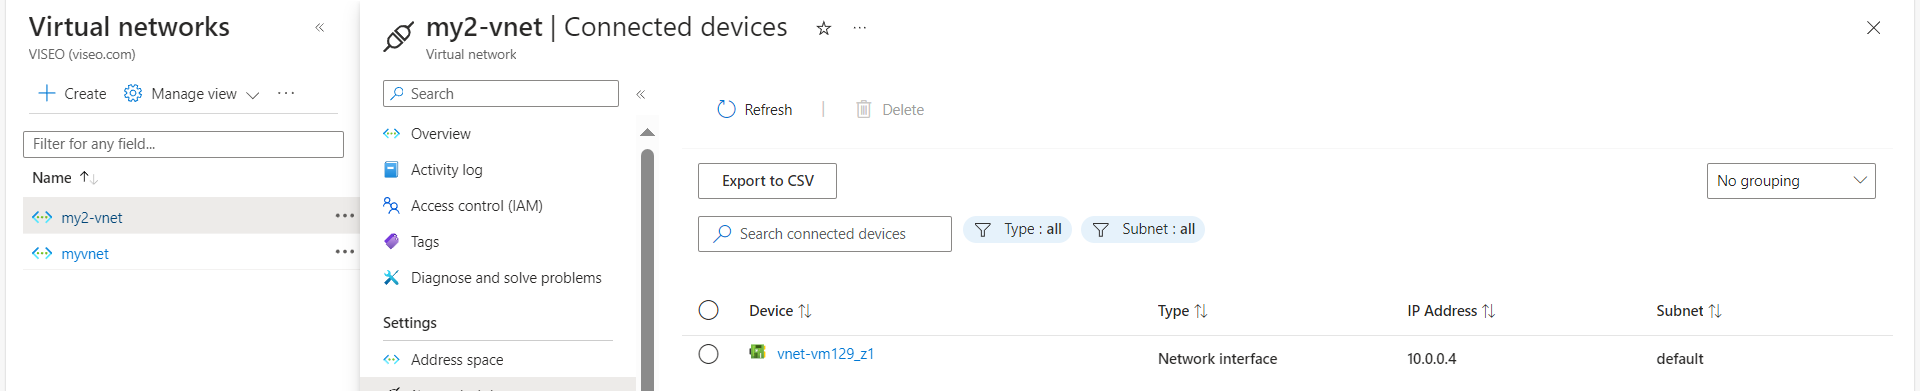 Virtual networks
VISEO (viseo.com)
Create Manage view
Filter for any field...
Name
my2-vnet
myvnet
my2-vnet | Connected devices
Virtual network
Search
Overview
Activity log
Access control (IAM)
Tags
Diagnose and solve problems
Settings
Address space
Refresh Delete
Export to CSV
No grouping
Search connected devices
Type : all
Subnet : all
Device Type IP Address Subnet
vnet-vm129_z1 Network interface 10.0.0.4 default